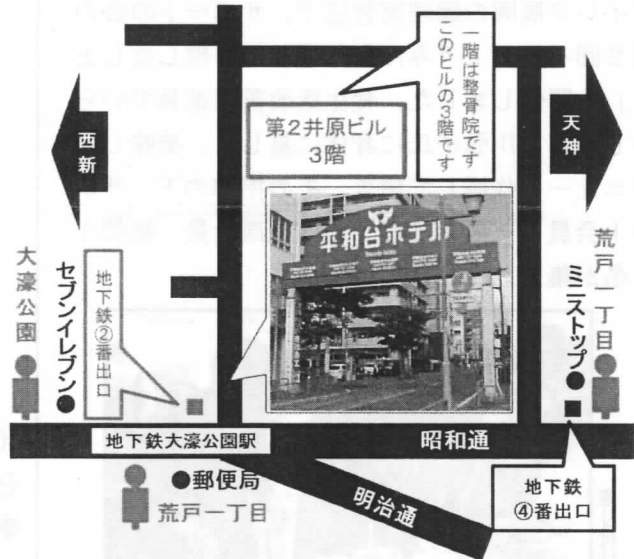 一階は整骨院です
このビルの3階です
第2井原ビル
3階
西新
天神
平和台ホテル
大濠公園
セブンイレブン
地下鉄②番出口
荒戸一丁目
ミニストップ
地下鉄大濠公園駅
昭和通
郵便局
荒戸一丁目
明治通
地下鉄
④番出口